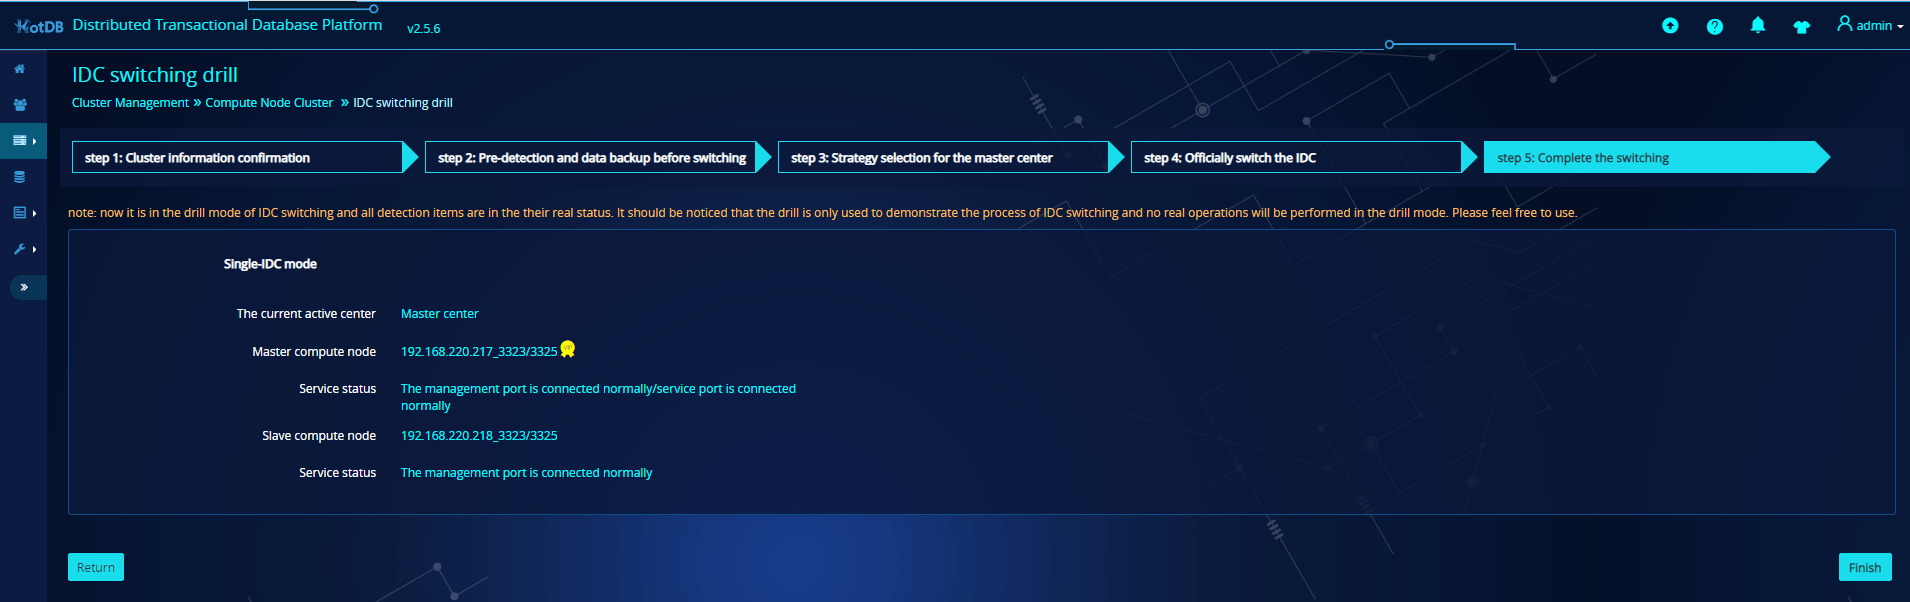 HotDB Distributed Transactional Database Platform v2.5.6 admin
IDC switching drill
Cluster Management » Compute Node Cluster » IDC switching drill
step 1: Cluster information confirmation
step 2: Pre-detection and data backup before switching
step 3: Strategy selection for the master center
step 4: Officially switch the IDC
step 5: Complete the switching
note: now it is in the drill mode of IDC switching and all detection items are in the their real status. It should be noticed that the drill is only used to demonstrate the process of IDC switching and no real operations will be performed in the drill mode. Please feel free to use.
Single-IDC mode
The current active center Master center
Master compute node 192.168.220.217_3323/3325 VIP
Service status The management port is connected normally/service port is connected
normally
Slave compute node 192.168.220.218_3323/3325
Service status The management port is connected normally
Return Finish